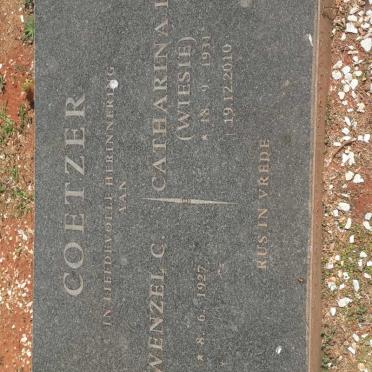 COETZER
IN LIEFDEVOLLE HERINNERING
AAN
WENZEL C.
* 8. 6. 1927
†
CATHARINA
(WIESIE)
* 18. 9. 1931
† 19.12.2010
RUS IN VREDE